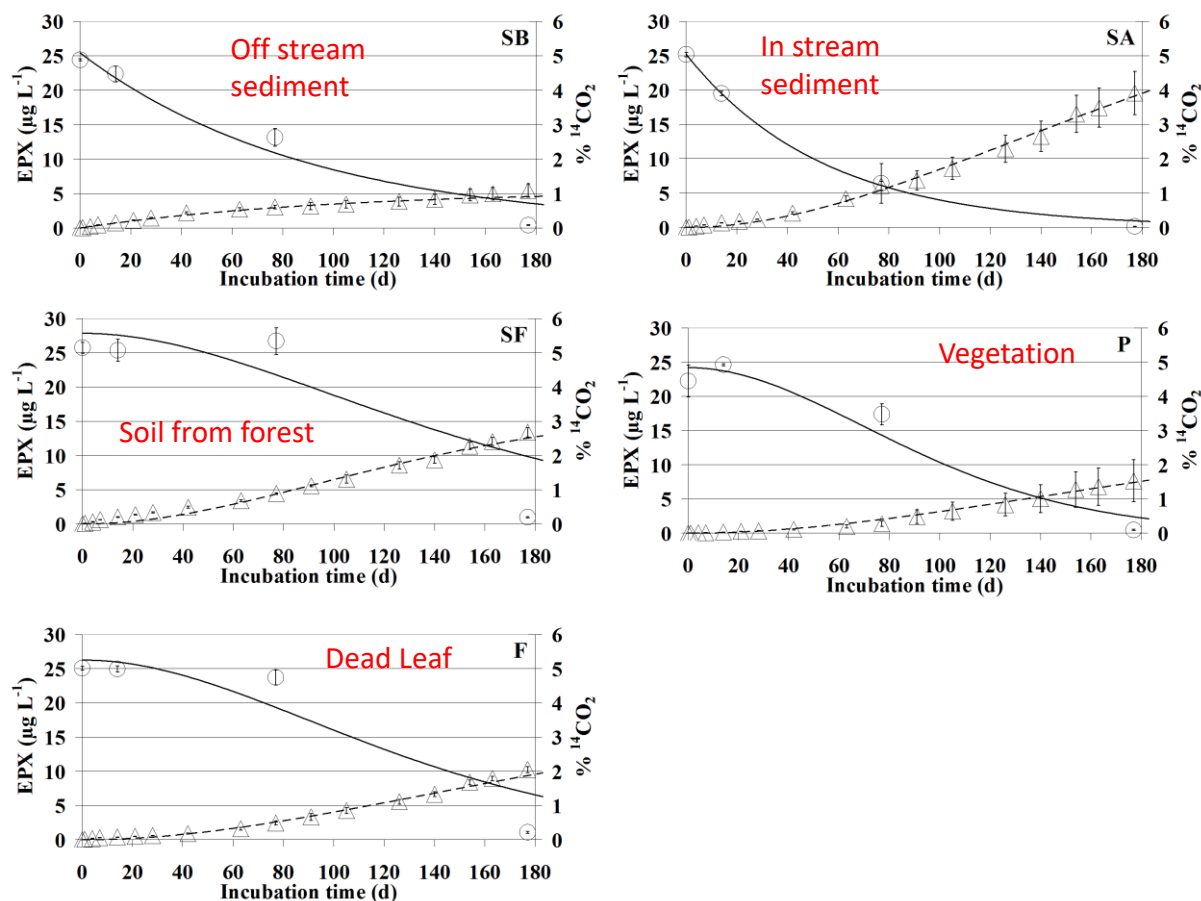 SB
Off stream
sediment
EPX (µg L⁻¹)
30
25
20
15
10
5
0
6
5
4
3
2
1
0
% ¹⁴CO₂
0 20 40 60 80 100 120 140 160 180
Incubation time (d)
SA
In stream
sediment
EPX (µg L⁻¹)
30
25
20
15
10
5
0
6
5
4
3
2
1
0
% ¹⁴CO₂
0 20 40 60 80 100 120 140 160 180
Incubation time (d)
SF
Soil from forest
EPX (µg L⁻¹)
30
25
20
15
10
5
0
6
5
4
3
2
1
0
% ¹⁴CO₂
0 20 40 60 80 100 120 140 160 180
Incubation time (d)
P
Vegetation
EPX (µg L⁻¹)
30
25
20
15
10
5
0
6
5
4
3
2
1
0
% ¹⁴CO₂
0 20 40 60 80 100 120 140 160 180
Incubation time (d)
F
Dead Leaf
EPX (µg L⁻¹)
30
25
20
15
10
5
0
6
5
4
3
2
1
0
% ¹⁴CO₂
0 20 40 60 80 100 120 140 160 180
Incubation time (d)